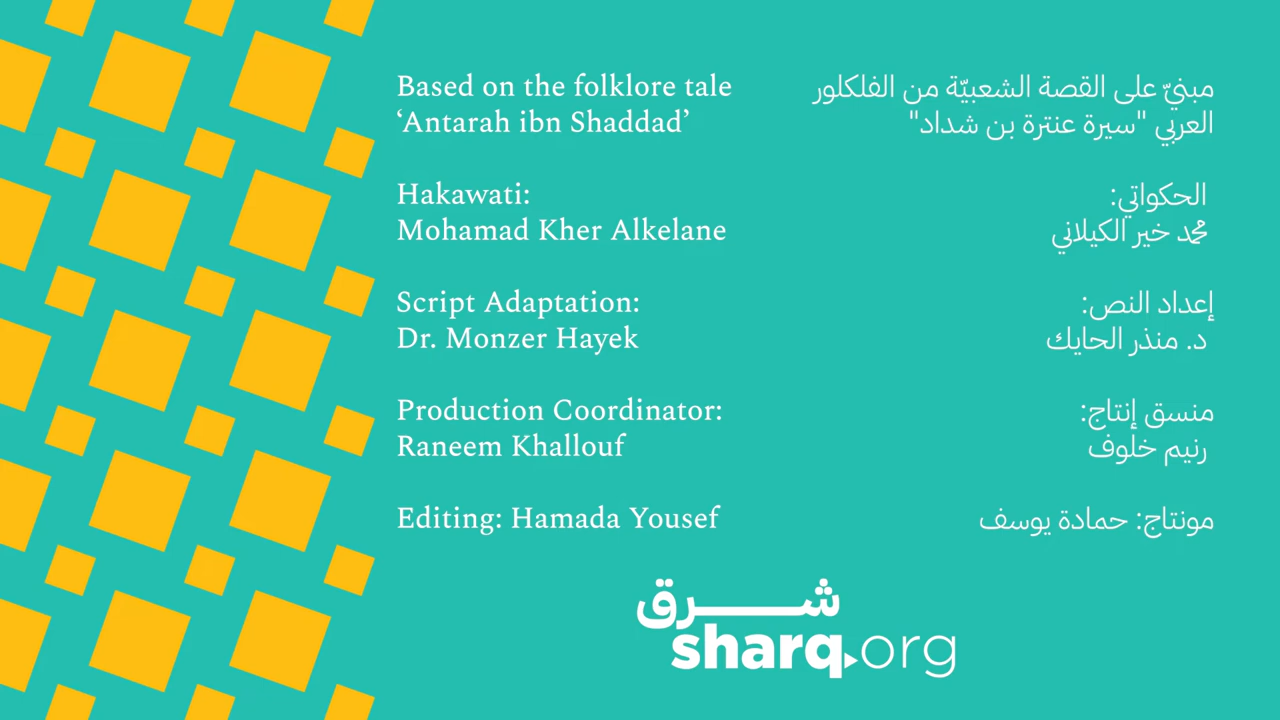 Based on the folklore tale
‘Antarah ibn Shaddad’
Hakawati:
Mohamad Kher Alkelane
Script Adaptation:
Dr. Monzer Hayek
Production Coordinator:
Raneem Khallouf
Editing: Hamada Yousef
مبنيّ على القصة الشعبيّة من الفلكلور
العربي "سيرة عنترة بن شداد"
الحكواتي:
محمد خير الكيلاني
إعداد النص:
د. منذر الحايك
منسق إنتاج:
رنيم خلوف
مونتاج: حمادة يوسف
شرق
sharq.org